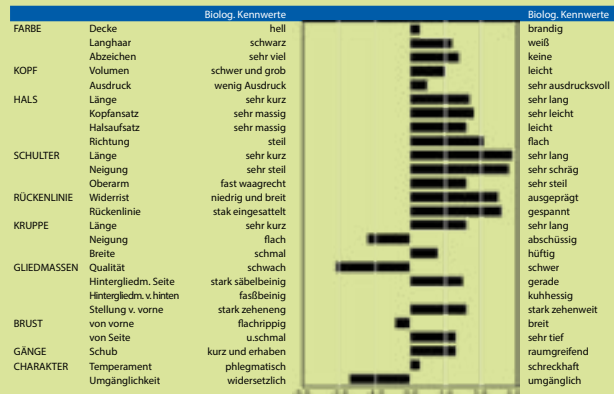 Biolog. Kennwerte Biolog. Kennwerte
FARBE Decke hell brandig
Langhaar schwarz weiß
Abzeichen sehr viel keine
KOPF Volumen schwer und grob leicht
Ausdruck wenig Ausdruck sehr ausdrucksvoll
HALS Länge sehr kurz sehr lang
Kopfansatz sehr massig sehr leicht
Halsaufsatz sehr massig leicht
Richtung steil flach
SCHULTER Länge sehr kurz sehr lang
Neigung sehr steil sehr schräg
Oberarm fast waagrecht sehr steil
RÜCKENLINIE Widerrist niedrig und breit ausgeprägt
Rückenlinie stak eingesattelt gespannt
KRUPPE Länge sehr kurz sehr lang
Neigung flach abschüssig
Breite schmal hüftig
GLIEDMASSEN Qualität schwach schwer
Hintergliedm. Seite stark säbelbeinig gerade
Hintergliedm. v. hinten faßbeinig kuhhessig
Stellung v. vorne stark zeheneng stark zehenweit
BRUST von vorne flachrippig breit
von Seite u.schmal sehr tief
GÄNGE Schub kurz und erhaben raumgreifend
CHARAKTER Temperament phlegmatisch schreckhaft
Umgänglichkeit widersetzlich umgänglich